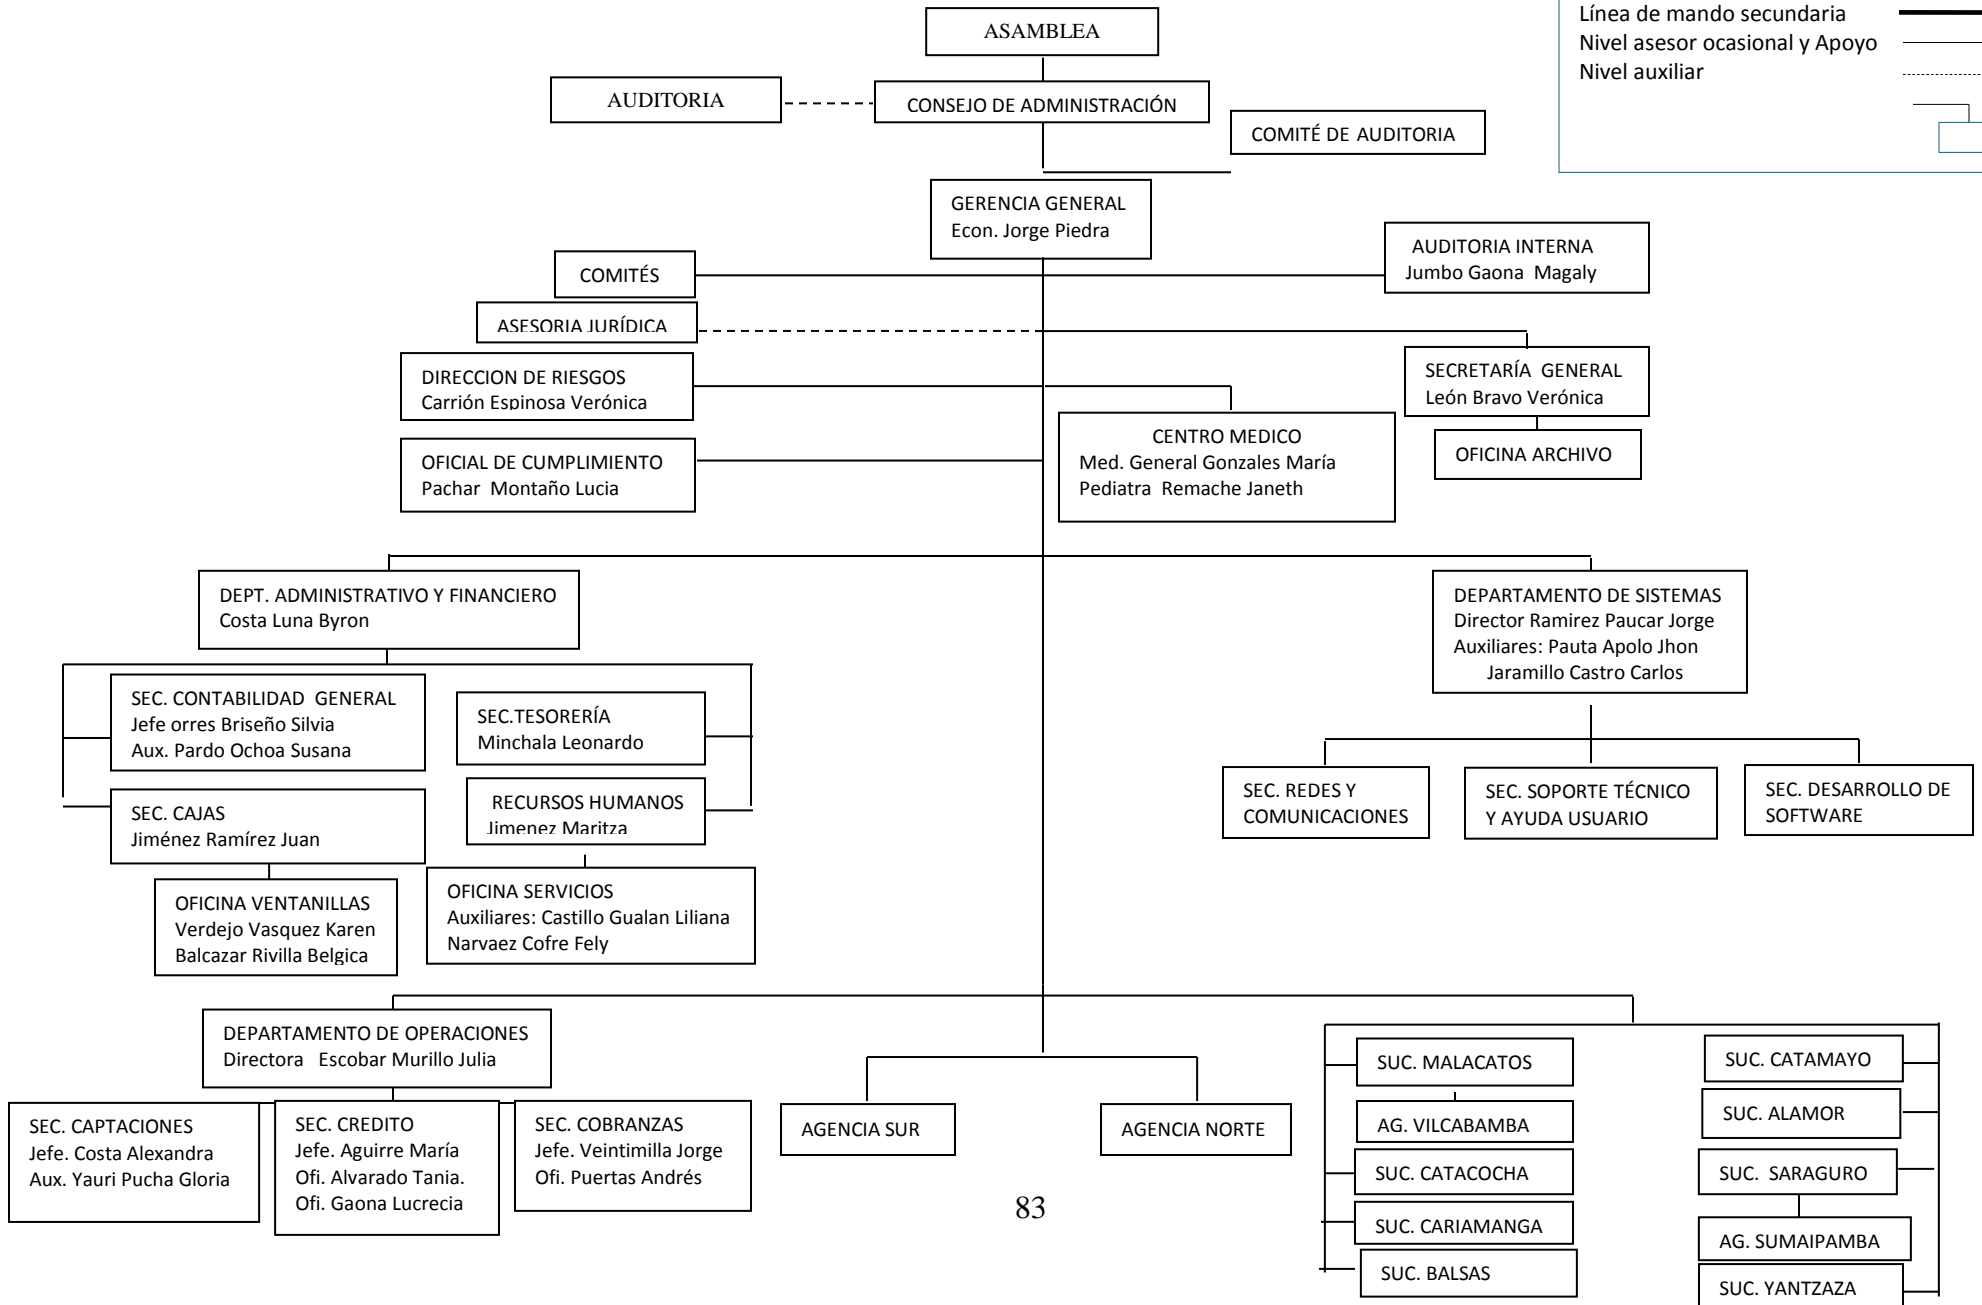 Línea de mando secundaria
Nivel asesor ocasional y Apoyo
Nivel auxiliar
ASAMBLEA
AUDITORIA
CONSEJO DE ADMINISTRACIÓN
COMITÉ DE AUDITORIA
GERENCIA GENERAL
Econ. Jorge Piedra
AUDITORIA INTERNA
Jumbo Gaona Magaly
COMITÉS
ASESORIA JURÍDICA
DIRECCION DE RIESGOS
Carrión Espinosa Verónica
SECRETARÍA GENERAL
León Bravo Verónica
OFICIAL DE CUMPLIMIENTO
Pachar Montaño Lucia
CENTRO MEDICO
Med. General Gonzales María
Pediatra Remache Janeth
OFICINA ARCHIVO
DEPT. ADMINISTRATIVO Y FINANCIERO
Costa Luna Byron
DEPARTAMENTO DE SISTEMAS
Director Ramirez Paucar Jorge
Auxiliares: Pauta Apolo Jhon
Jaramillo Castro Carlos
SEC. CONTABILIDAD GENERAL
Jefe orres Briseño Silvia
Aux. Pardo Ochoa Susana
SEC.TESORERÍA
Minchala Leonardo
SEC. CAJAS
Jiménez Ramírez Juan
RECURSOS HUMANOS
Jimenez Maritza
SEC. REDES Y
COMUNICACIONES
SEC. SOPORTE TÉCNICO
Y AYUDA USUARIO
SEC. DESARROLLO DE
SOFTWARE
OFICINA VENTANILLAS
Verdejo Vasquez Karen
Balcazar Rivilla Belgica
OFICINA SERVICIOS
Auxiliares: Castillo Gualan Liliana
Narvaez Cofre Fely
DEPARTAMENTO DE OPERACIONES
Directora Escobar Murillo Julia
SEC. CAPTACIONES
Jefe. Costa Alexandra
Aux. Yauri Pucha Gloria
SEC. CREDITO
Jefe. Aguirre María
Ofi. Alvarado Tania.
Ofi. Gaona Lucrecia
SEC. COBRANZAS
Jefe. Veintimilla Jorge
Ofi. Puertas Andrés
AGENCIA SUR
AGENCIA NORTE
SUC. MALACATOS
AG. VILCABAMBA
SUC. CATACOCHA
SUC. CARIAMANGA
SUC. BALSAS
SUC. CATAMAYO
SUC. ALAMOR
SUC. SARAGURO
AG. SUMAIPAMBA
SUC. YANTZAZA
83